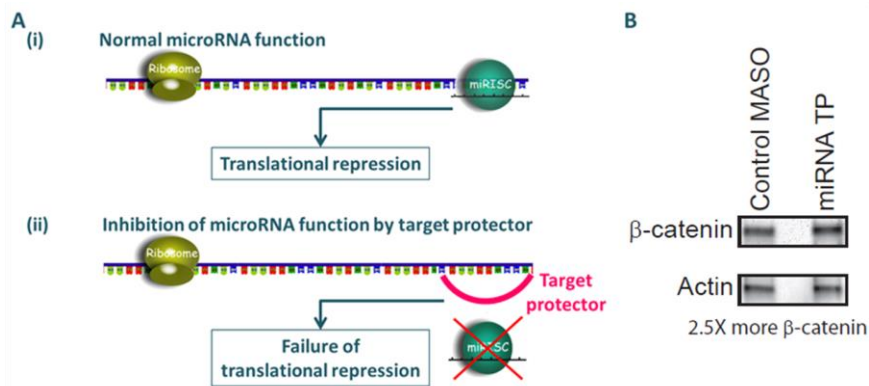 A
(i) Normal microRNA function
Ribosome
miRISC
Translational repression
(ii) Inhibition of microRNA function by target protector
Ribosome
Target
protector
miRISC
Failure of
translational repression
B
Control MASO
miRNA TP
β-catenin
Actin
2.5X more β-catenin